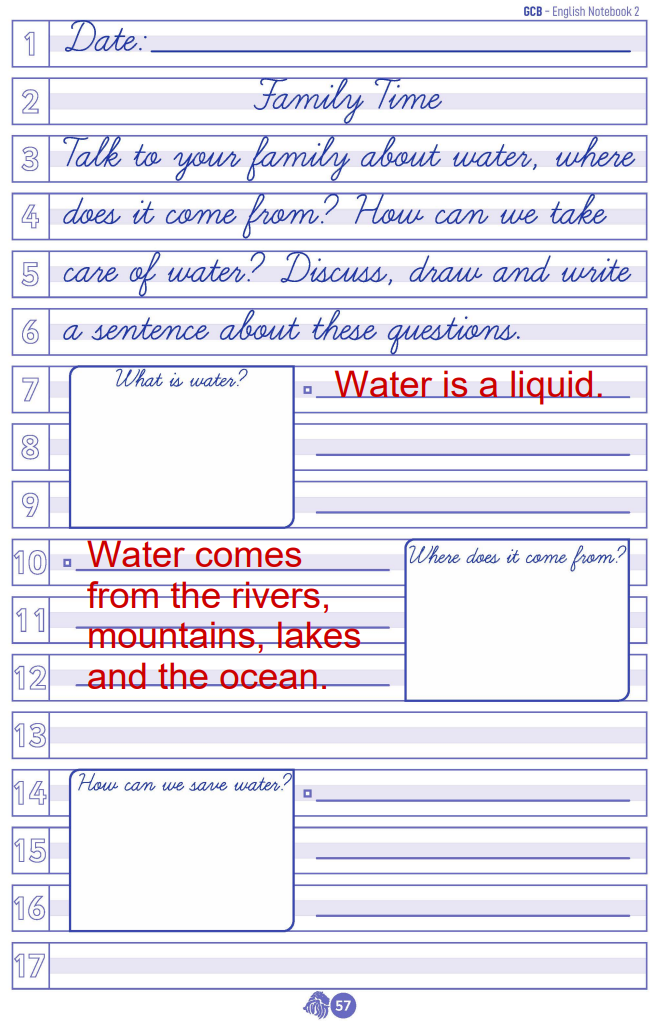 GCB - English Notebook 2
1 Date:
2 Family Time
3 Talk to your family about water, where
4 does it come from? How can we take
5 care of water? Discuss, draw and write
6 a sentence about these questions.
7 What is water? Water is a liquid.
8
9
10 Water comes Where does it come from?
11 from the rivers,
mountains, lakes
12 and the ocean.
13
14 How can we save water?
15
16
17
57